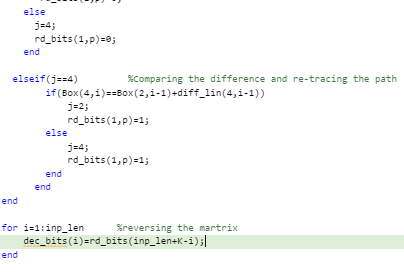 else
j=4;
rd_bits(1,p)=0;
end
elseif(j==4) %Comparing the difference and re-tracing the path
if(Box(4,i)==Box(2,i-1)+diff_lin(4,i-1))
j=2;
rd_bits(1,p)=1;
else
j=4;
rd_bits(1,p)=1;
end
end
end
for i=1:inp_len %reversing the martrix
dec_bits(i)=rd_bits(inp_len+K-i);
end